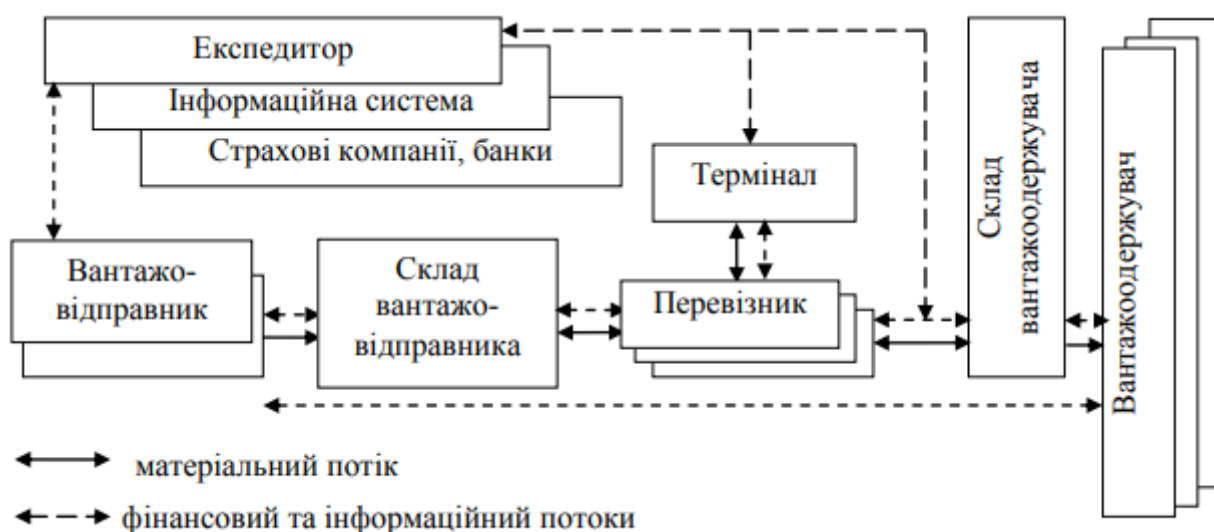 Експедитор
Інформаційна система
Страхові компанії, банки
Термінал
Вантажо-
відправник
Склад
вантажо-
відправника
Перевізник
Склад
вантажоодержувача
Вантажоодержувач
матеріальний потік
фінансовий та інформаційний потоки